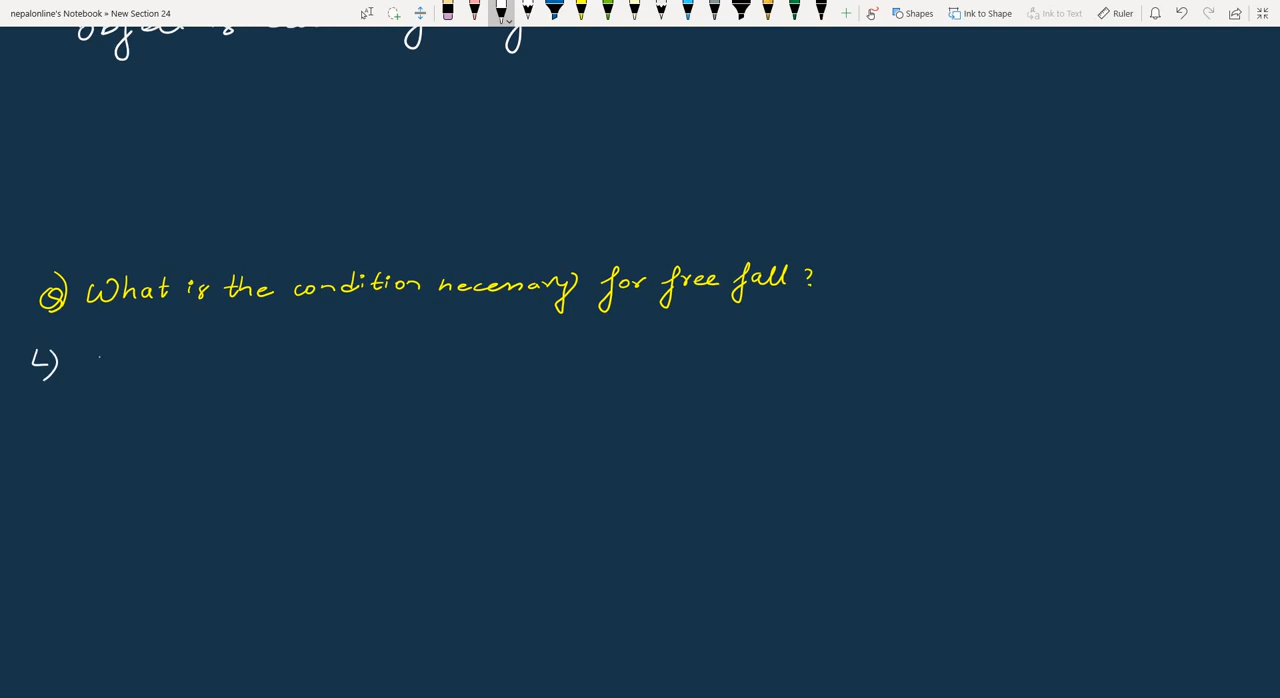 nepalonline's Notebook » New Section 24
Shapes Ink to Shape Ink to Text Ruler
Q) What is the condition necessary for free fall ?
↳)